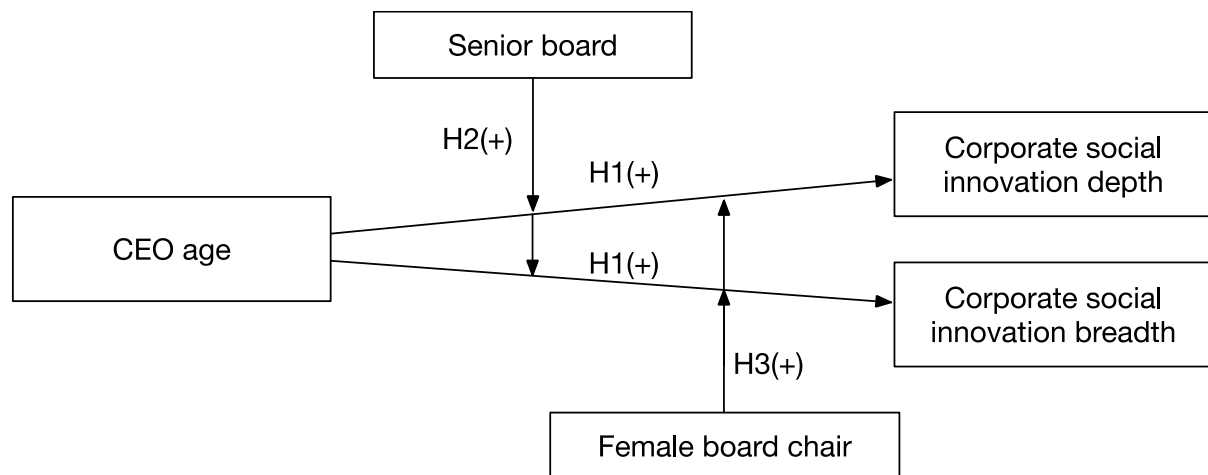 Senior board
H2(+)
H1(+)
Corporate social
innovation depth
CEO age
H1(+)
Corporate social
innovation breadth
H3(+)
Female board chair